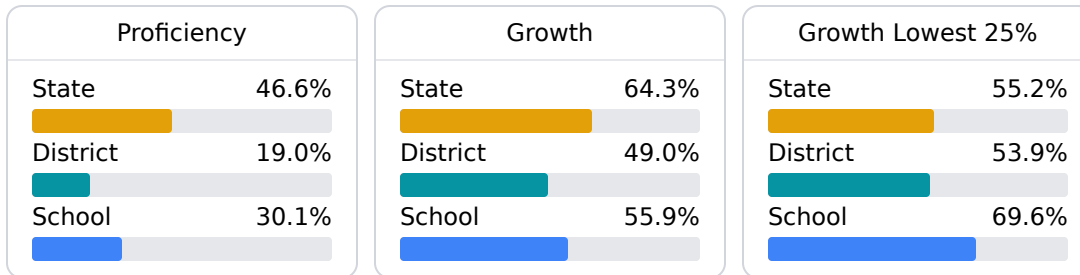 Proficiency
State 46.6%
District 19.0%
School 30.1%
Growth
State 64.3%
District 49.0%
School 55.9%
Growth Lowest 25%
State 55.2%
District 53.9%
School 69.6%